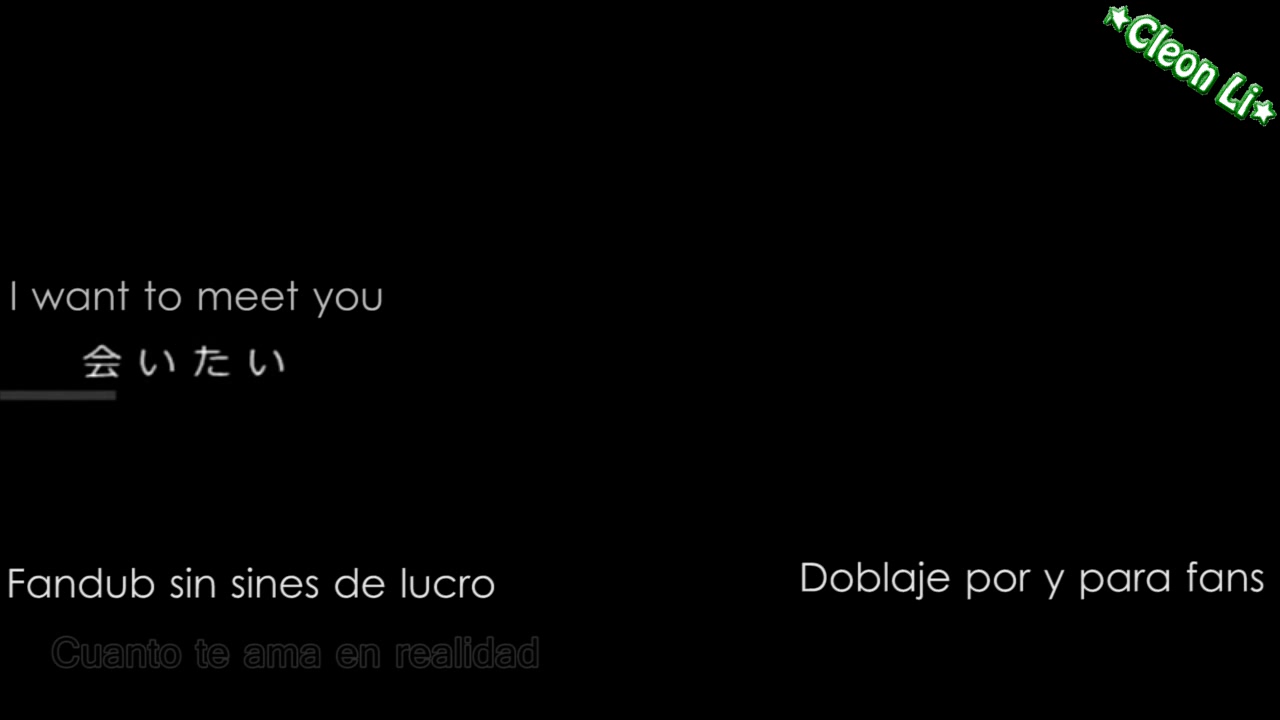 ★Cleon Li★
I want to meet you
会いたい
Fandub sin sines de lucro
Doblaje por y para fans
Cuanto te ama en realidad